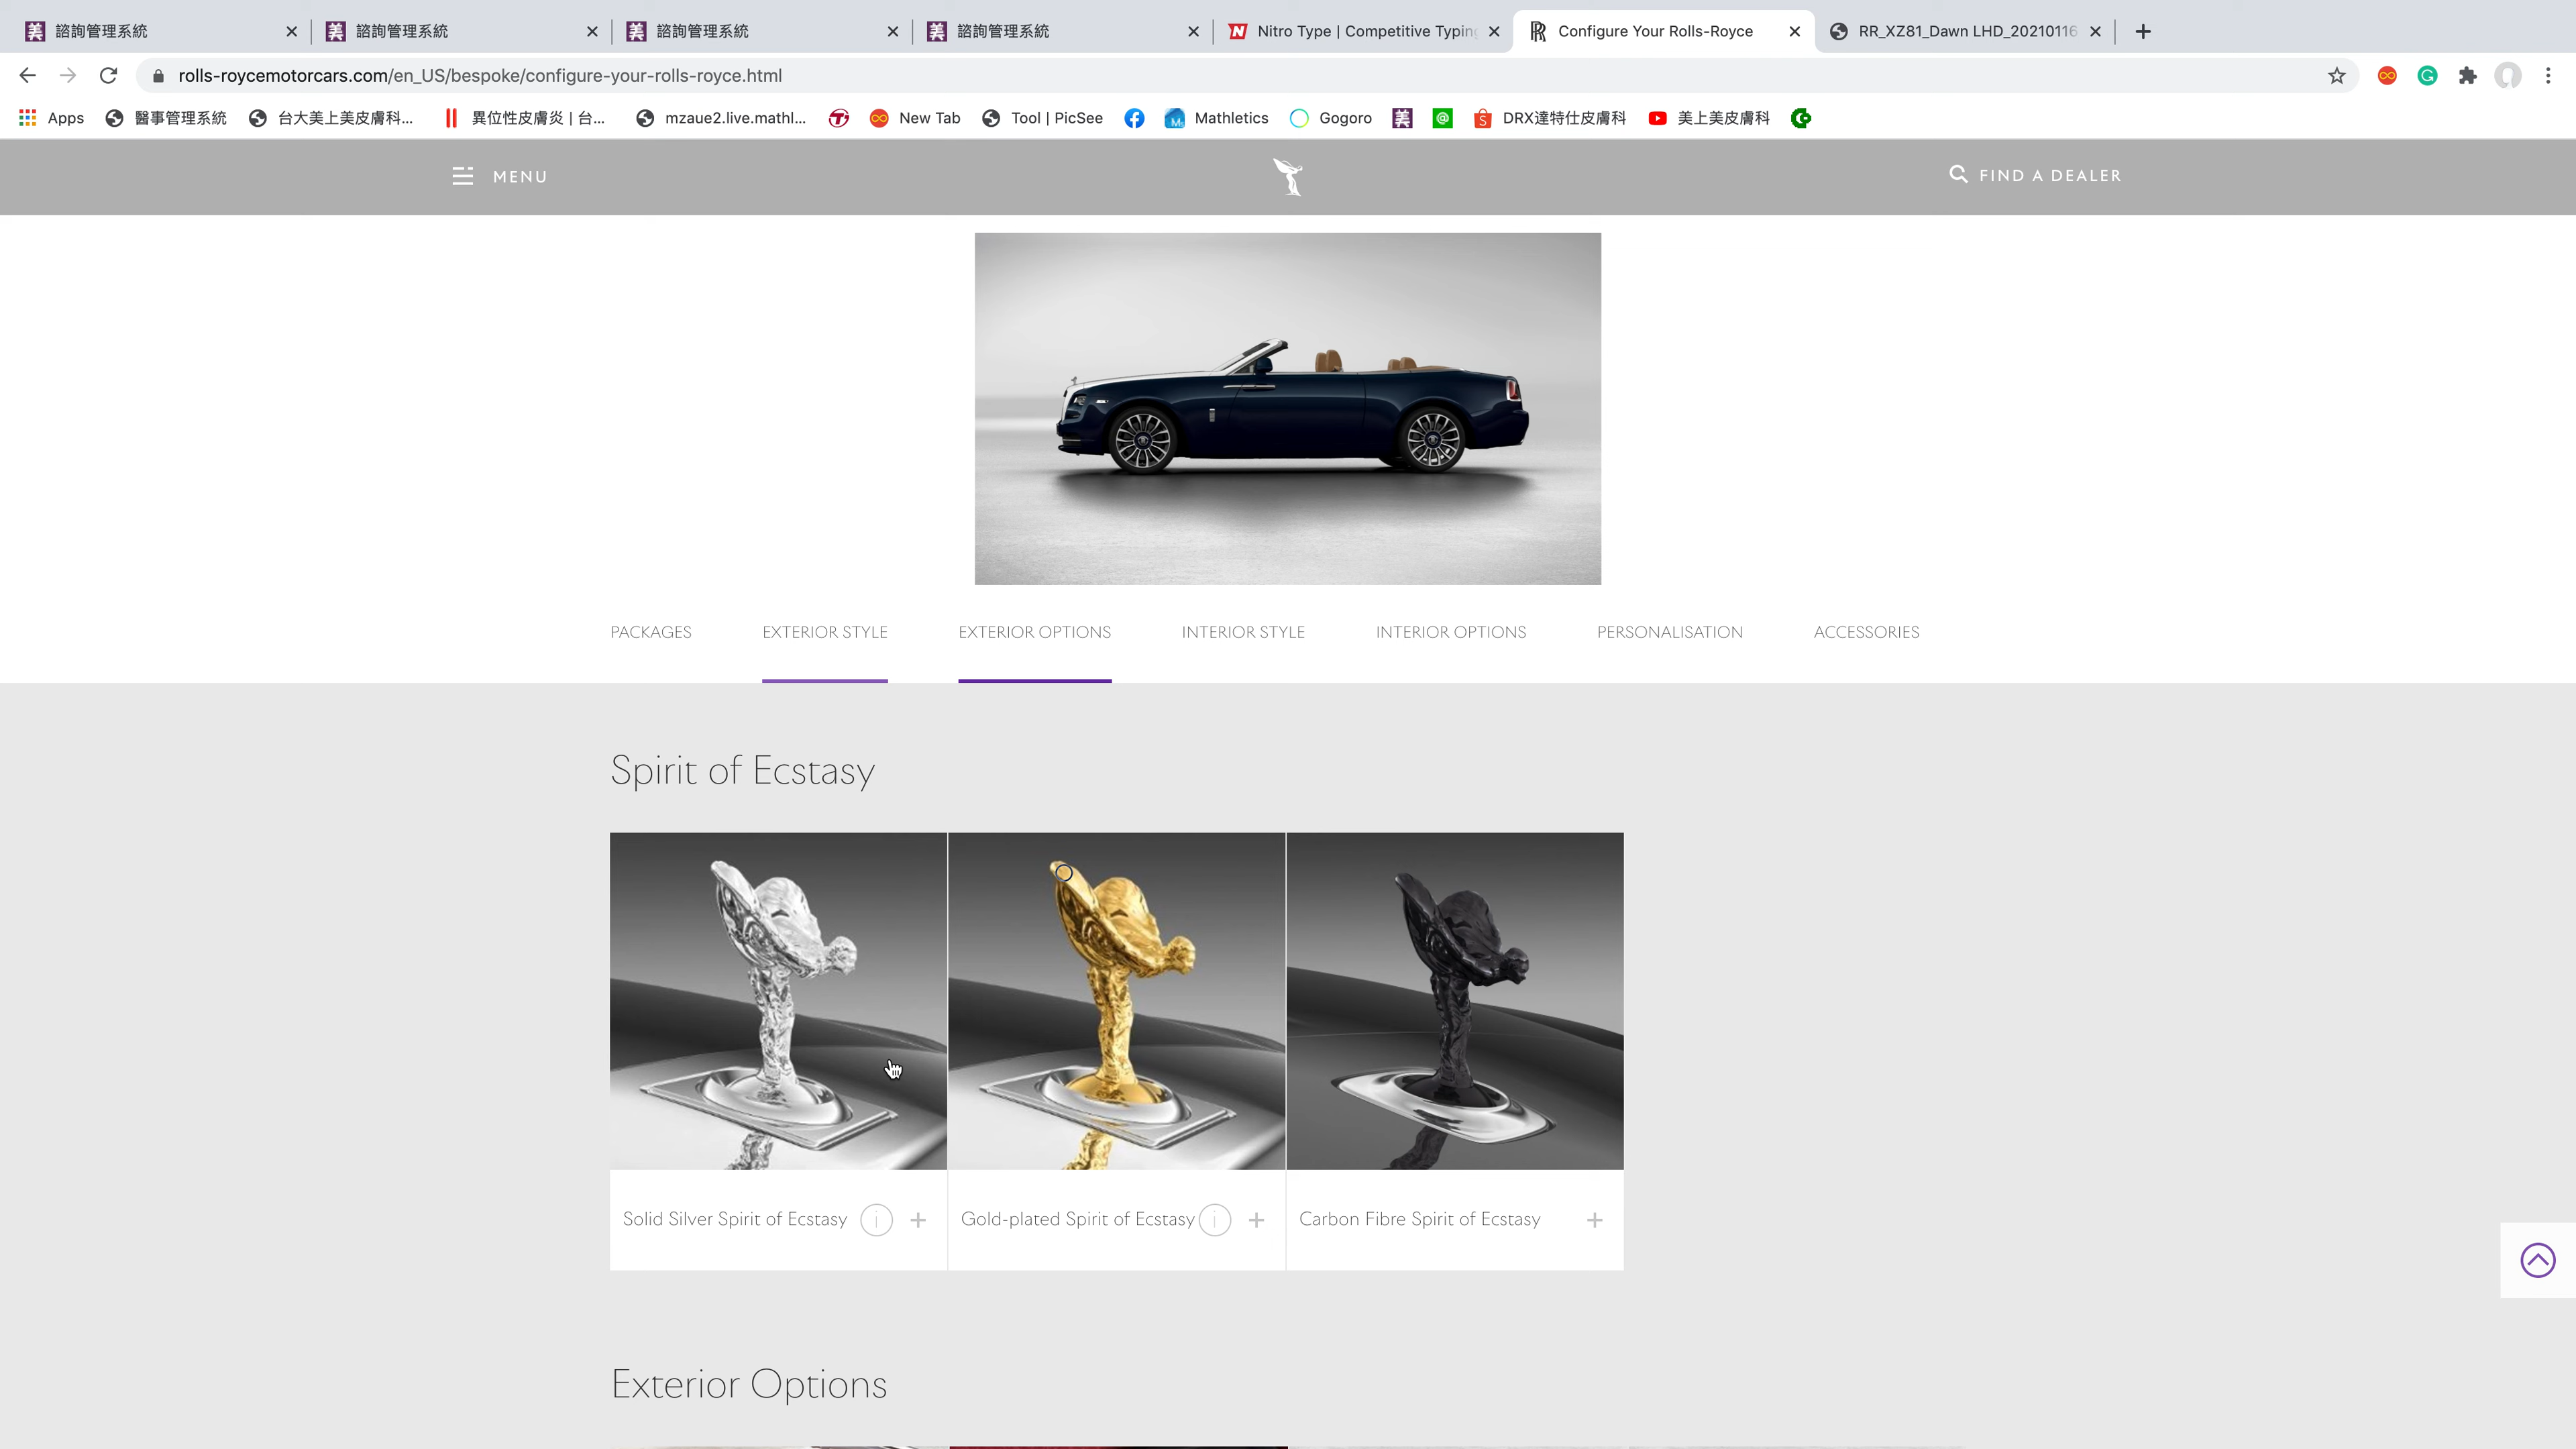 諮詢管理系統
諮詢管理系統
諮詢管理系統
諮詢管理系統
Nitro Type | Competitive Typing
Configure Your Rolls-Royce
RR_XZ81_Dawn LHD_20210116
rolls-roycemotorcars.com/en_US/bespoke/configure-your-rolls-royce.html
Apps
醫事管理系統
台大美上美皮膚科...
異位性皮膚炎 | 台...
mzaue2.live.mathl...
New Tab
Tool | PicSee
Mathletics
Gogoro
DRX達特仕皮膚科
美上美皮膚科
MENU
FIND A DEALER
PACKAGES
EXTERIOR STYLE
EXTERIOR OPTIONS
INTERIOR STYLE
INTERIOR OPTIONS
PERSONALISATION
ACCESSORIES
Spirit of Ecstasy
Solid Silver Spirit of Ecstasy
Gold-plated Spirit of Ecstasy
Carbon Fibre Spirit of Ecstasy
Exterior Options